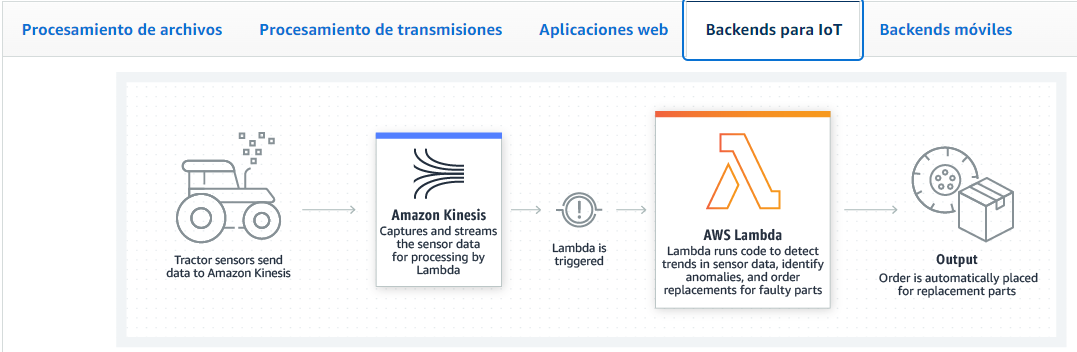 Procesamiento de archivos
Procesamiento de transmisiones
Aplicaciones web
Backends para IoT
Backends móviles
Tractor sensors send
data to Amazon Kinesis
Amazon Kinesis
Captures and streams
the sensor data
for processing by
Lambda
Lambda is
triggered
AWS Lambda
Lambda runs code to detect
trends in sensor data, identify
anomalies, and order
replacements for faulty parts
Output
Order is automatically placed
for replacement parts